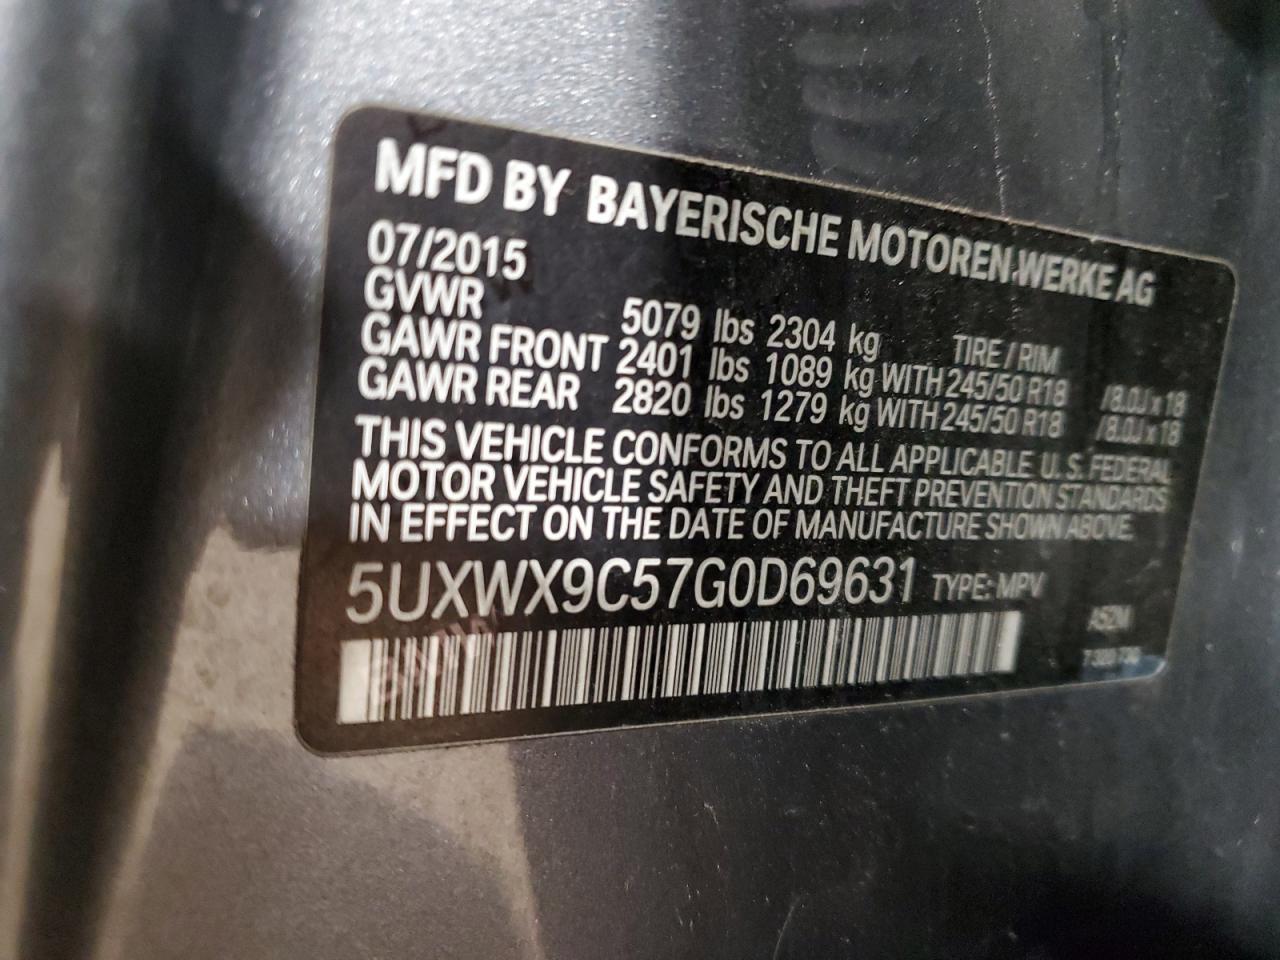 MFD BY BAYERISCHE MOTOREN WERKE AG
07/2015
GVWR 5079 lbs 2304 kg TIRE / RIM
GAWR FRONT 2401 lbs 1089 kg WITH 245/50 R18 /8.0J x 18
GAWR REAR 2820 lbs 1279 kg WITH 245/50 R18 /8.0J x 18
THIS VEHICLE CONFORMS TO ALL APPLICABLE U. S. FEDERAL
MOTOR VEHICLE SAFETY AND THEFT PREVENTION STANDARDS
IN EFFECT ON THE DATE OF MANUFACTURE SHOWN ABOVE.
5UXWX9C57G0D69631 TYPE: MPV